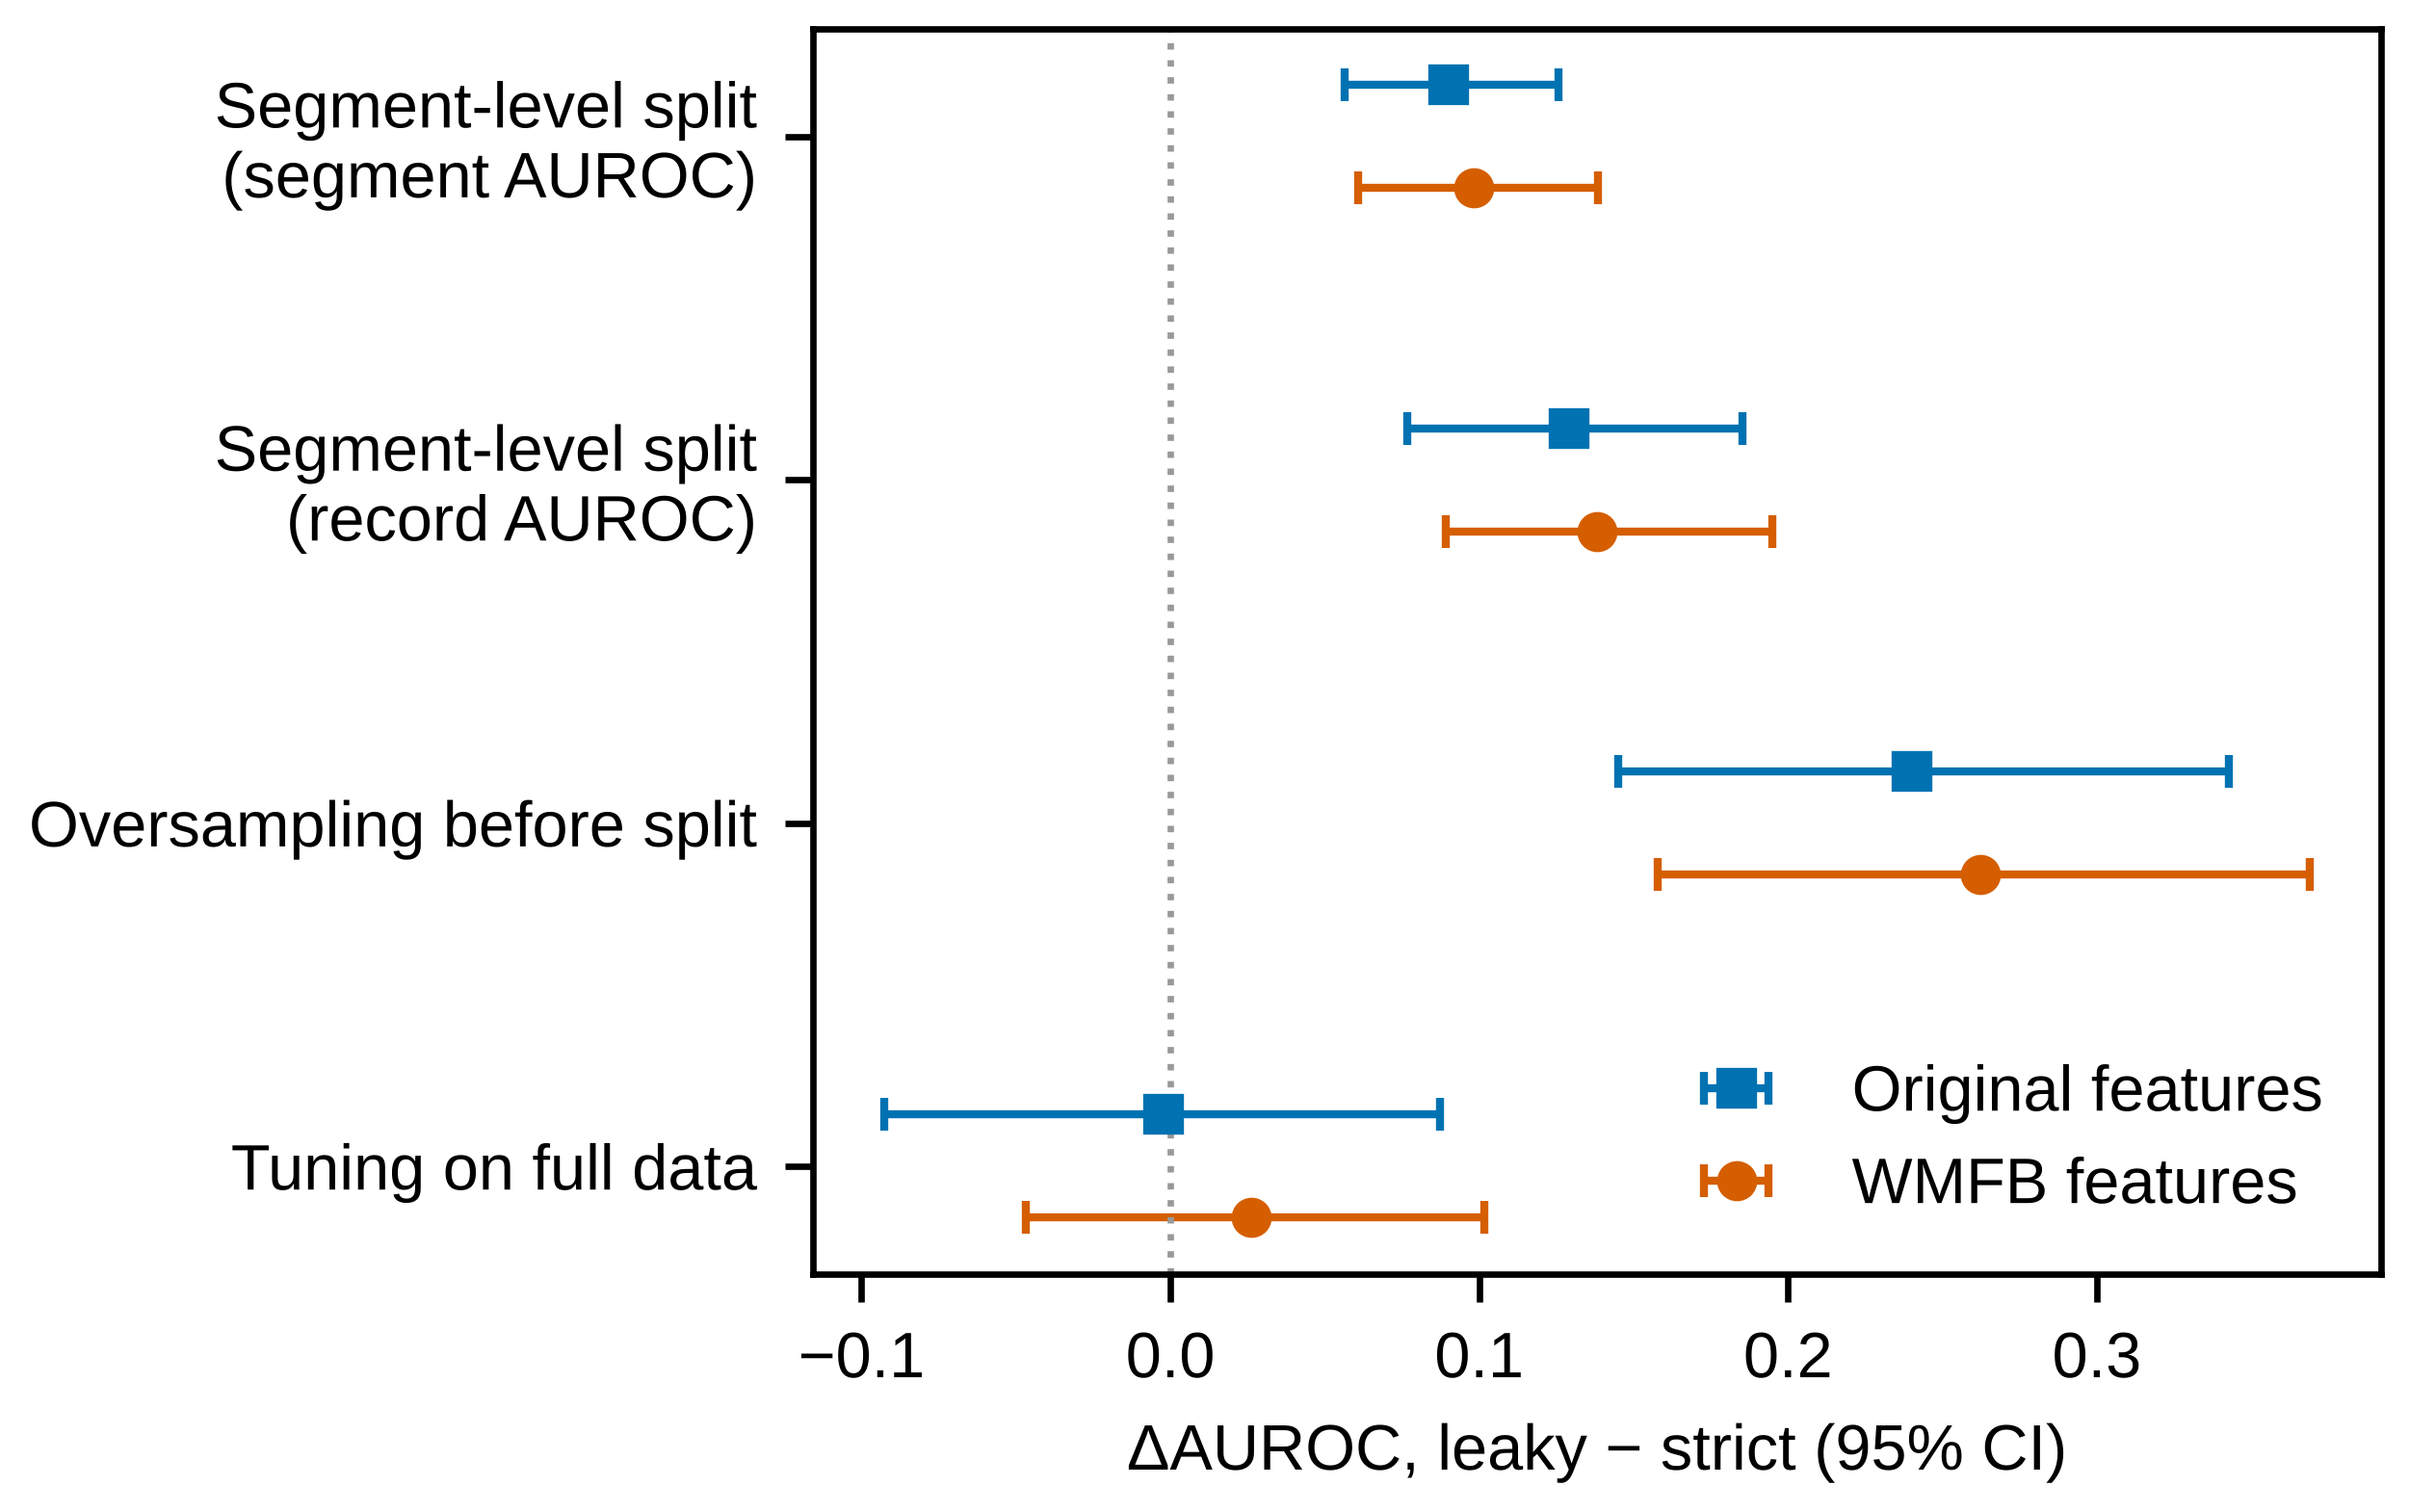 Segment-level split
(segment AUROC)
Segment-level split
(record AUROC)
Oversampling before split
Tuning on full data
Original features
WMFB features
−0.1 0.0 0.1 0.2 0.3
ΔAUROC, leaky − strict (95% CI)